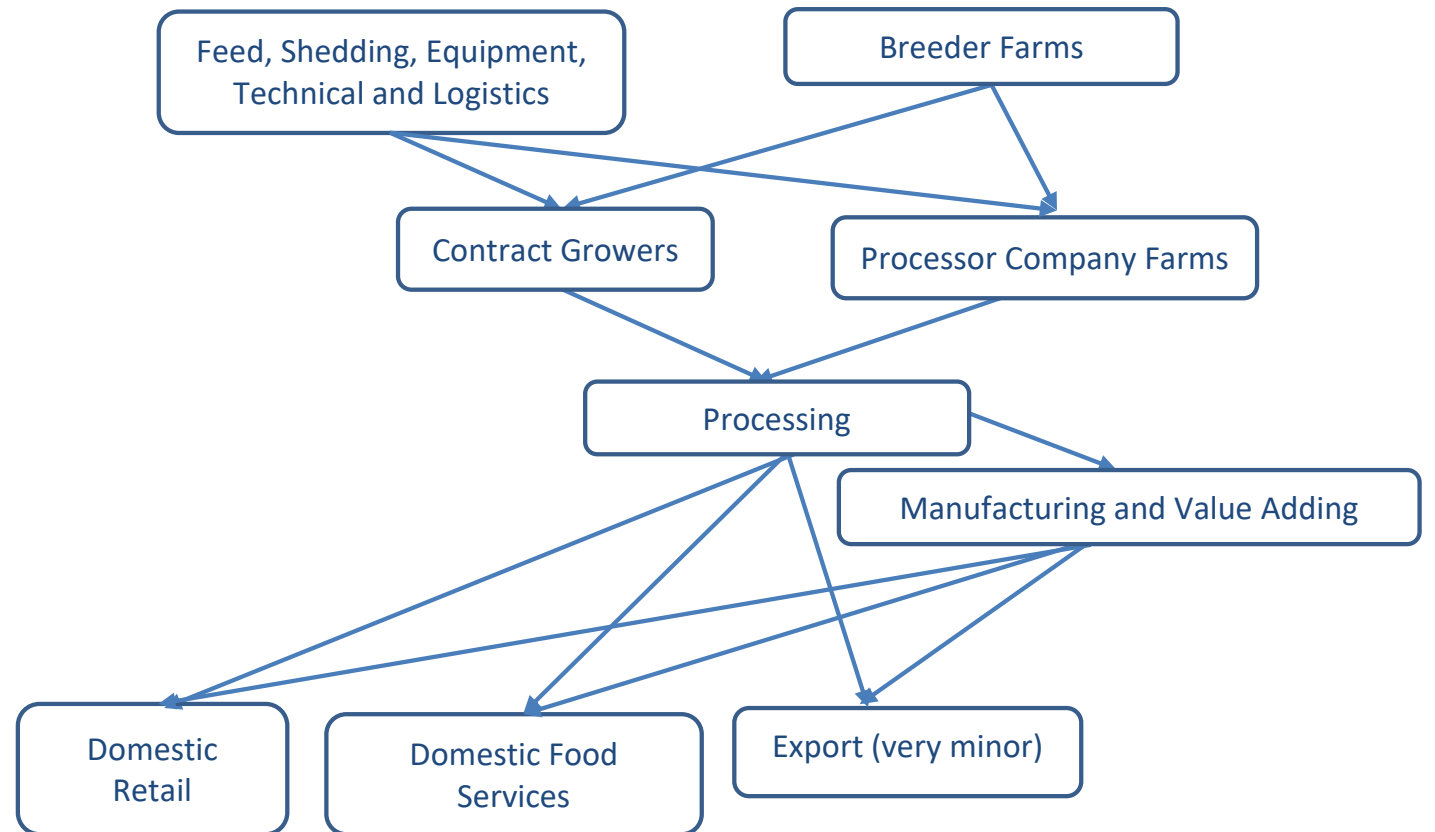 Feed, Shedding, Equipment,
Technical and Logistics
Breeder Farms
Contract Growers
Processor Company Farms
Processing
Manufacturing and Value Adding
Domestic
Retail
Domestic Food
Services
Export (very minor)